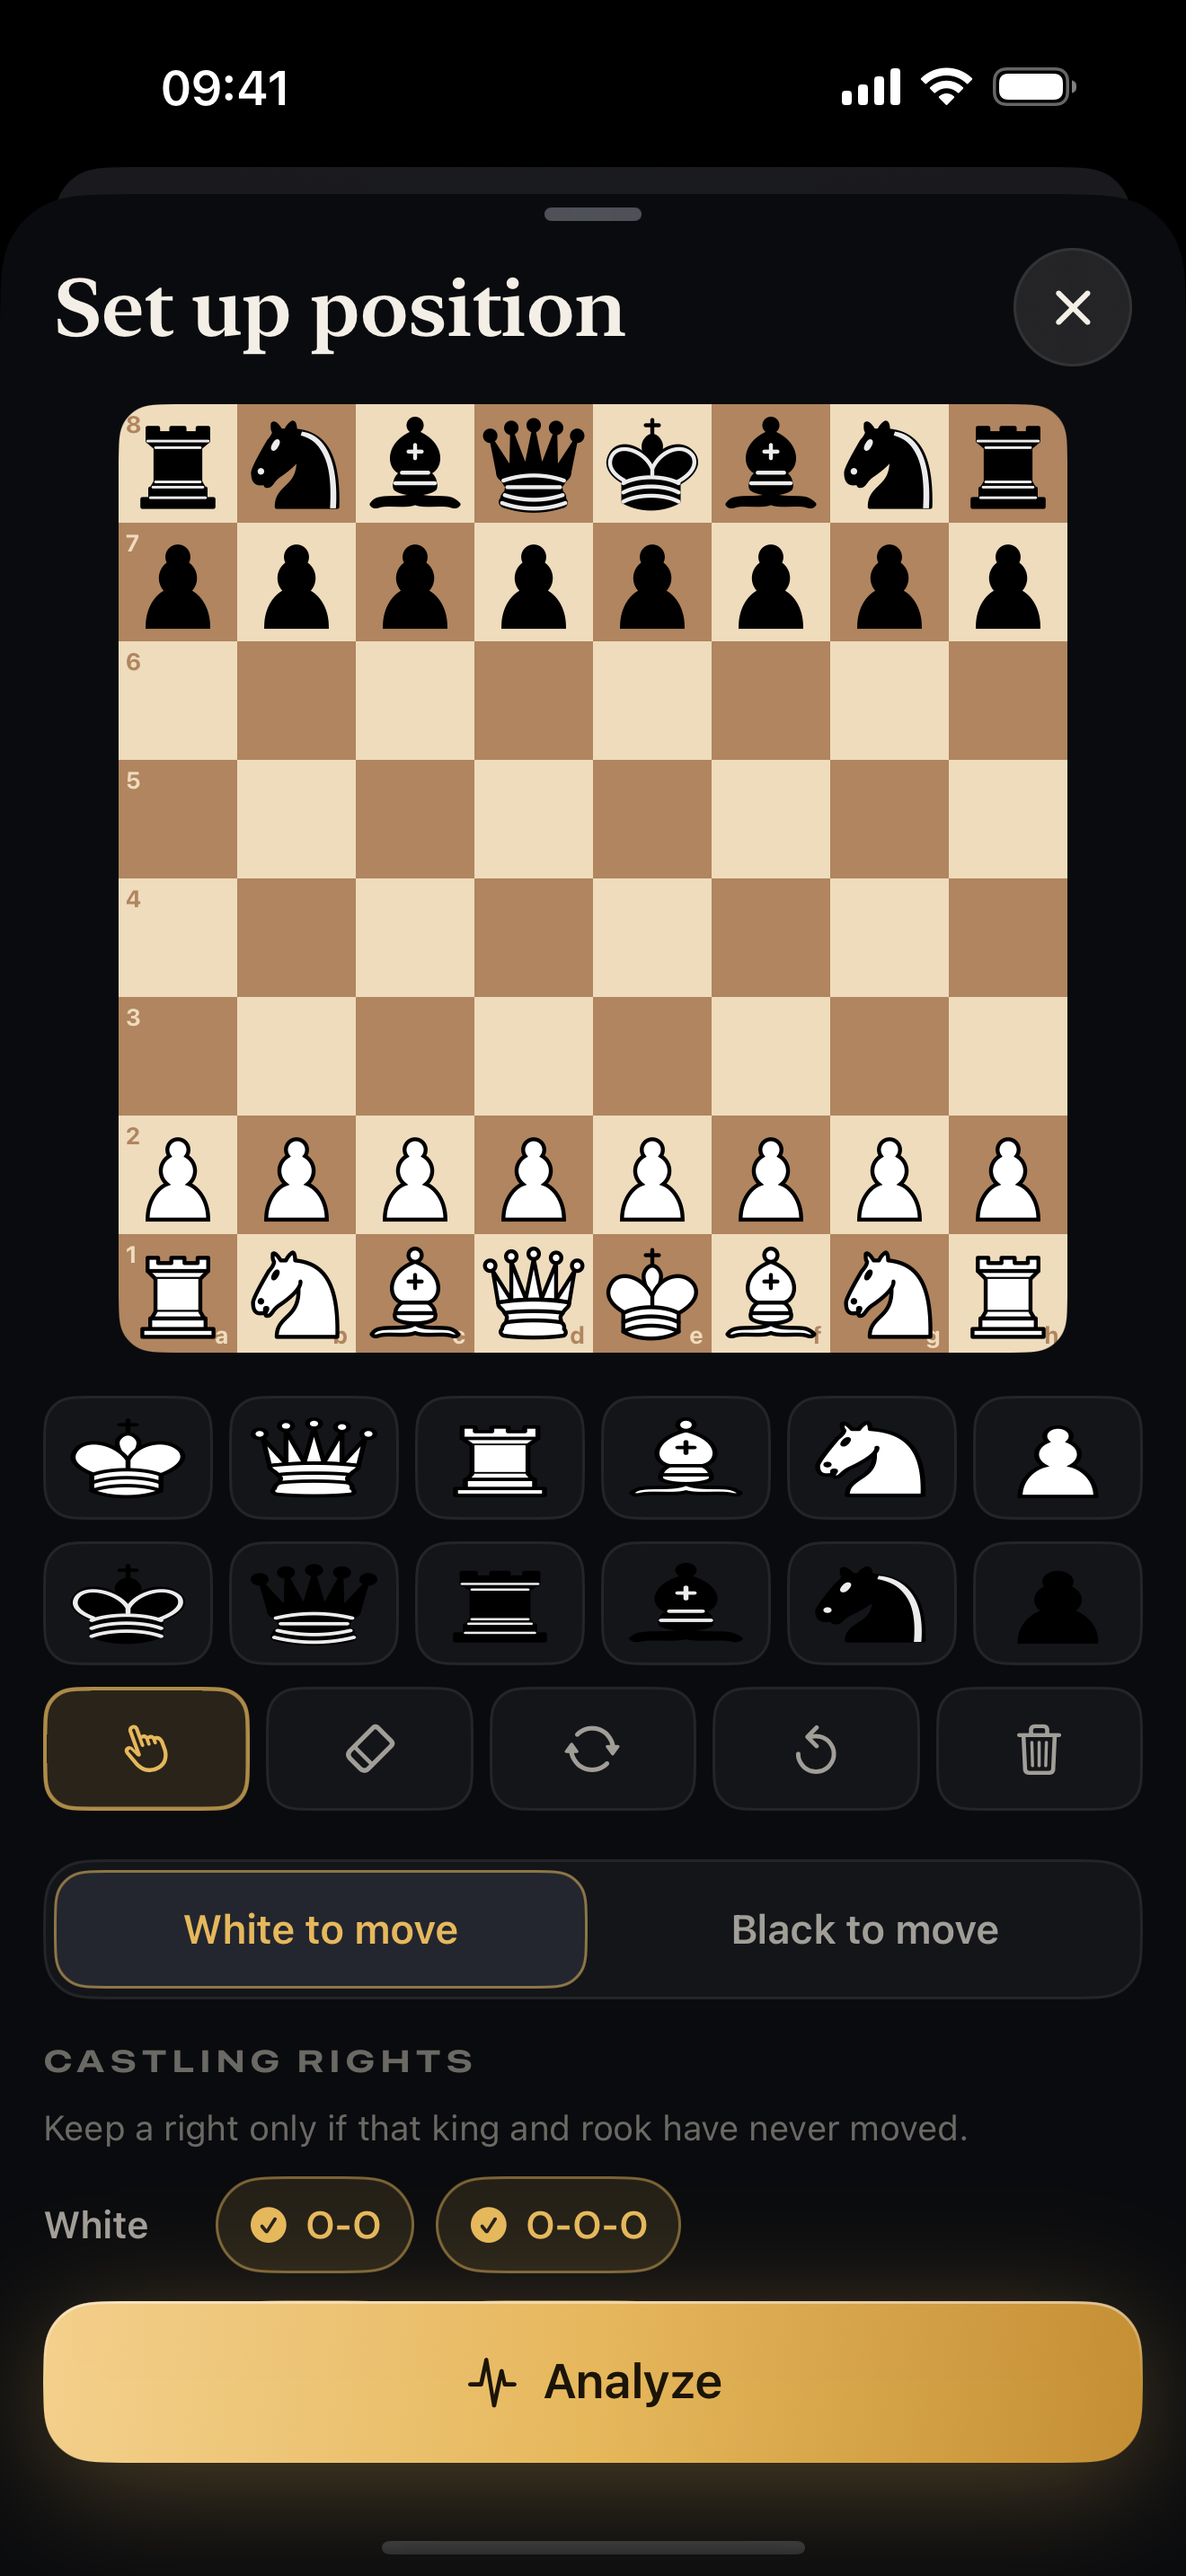 09:41
Set up position
8
7
6
5
4
3
2
1
a b c d e f g h
White to move Black to move
CASTLING RIGHTS
Keep a right only if that king and rook have never moved.
White O-O O-O-O
Analyze